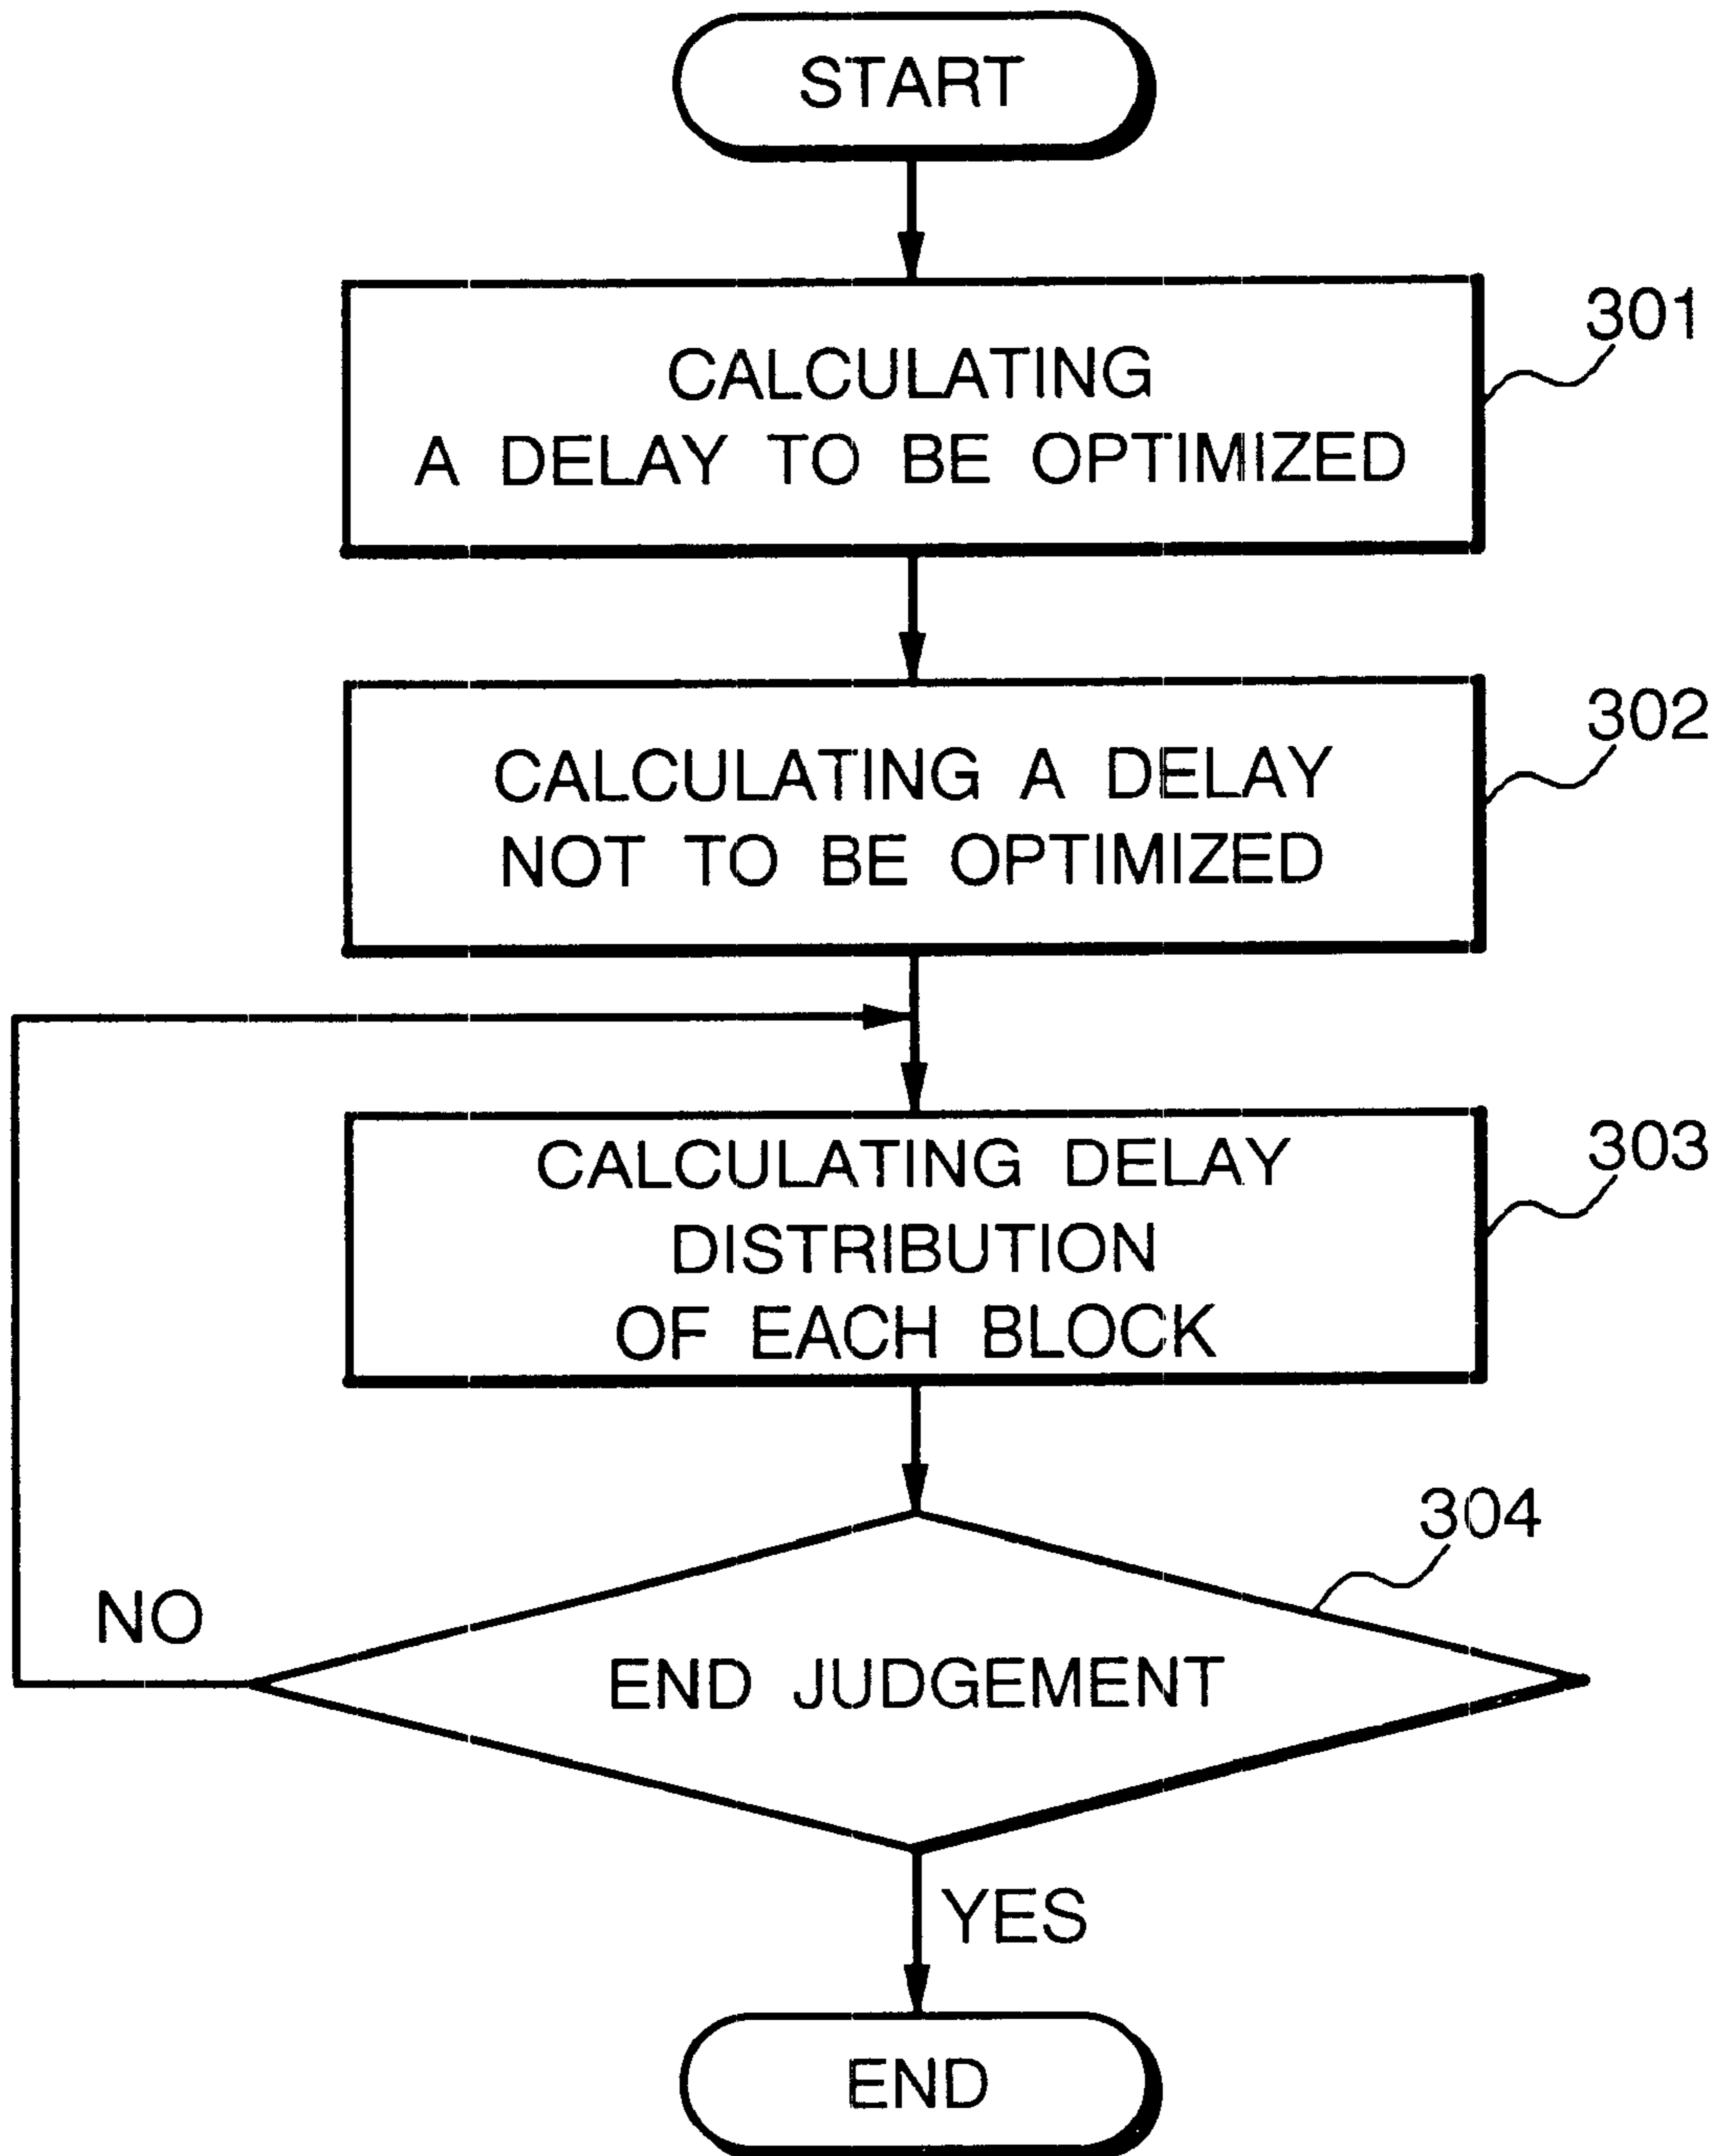 START
301
CALCULATING
A DELAY TO BE OPTIMIZED
302
CALCULATING A DELAY
NOT TO BE OPTIMIZED
303
CALCULATING DELAY
DISTRIBUTION
OF EACH BLOCK
304
NO
END JUDGEMENT
YES
END